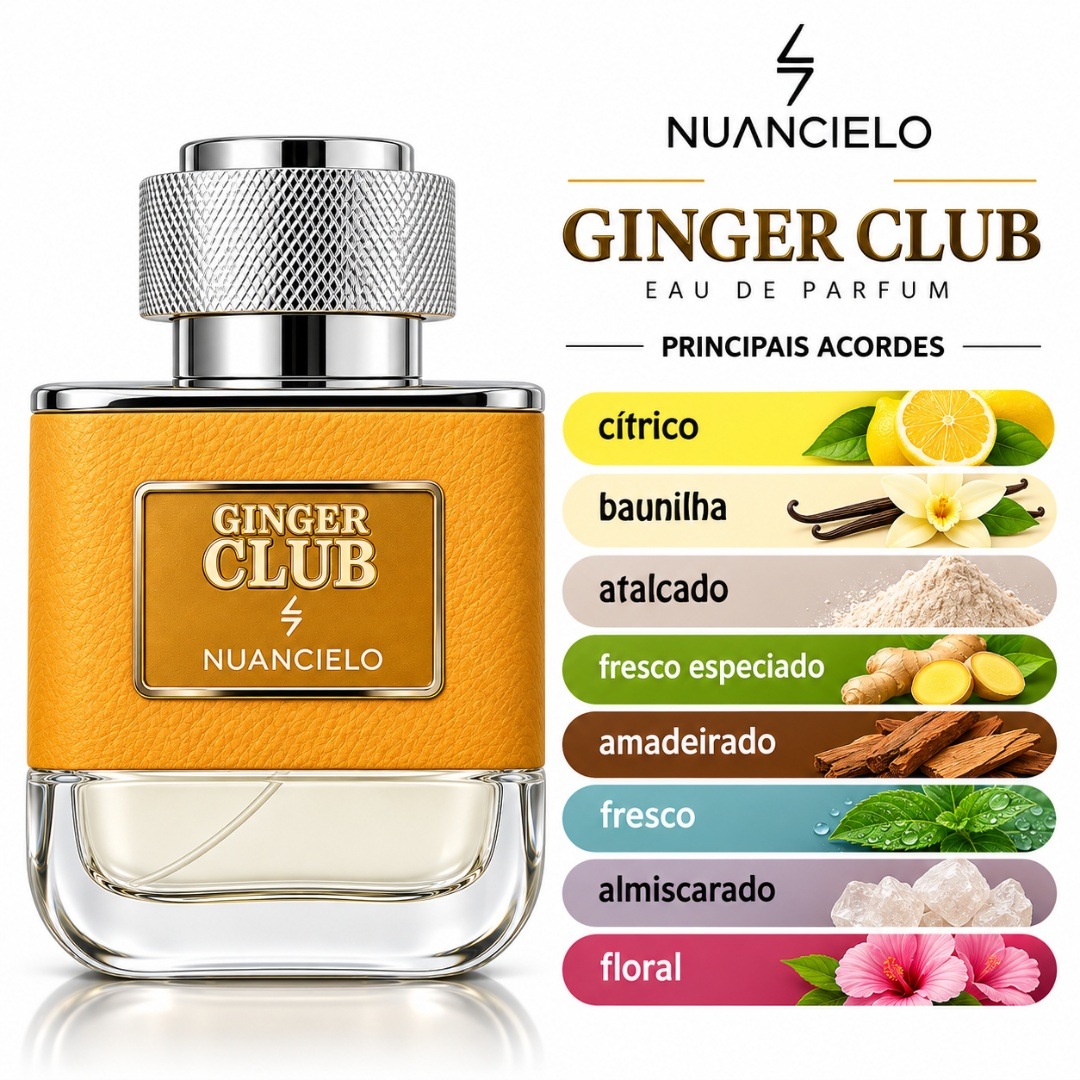 GINGER
CLUB
NUANCIELO
NUANCIELO
GINGER CLUB
EAU DE PARFUM
PRINCIPAIS ACORDES
cítrico
baunilha
atalcado
fresco especiado
amadeirado
fresco
almiscarado
floral